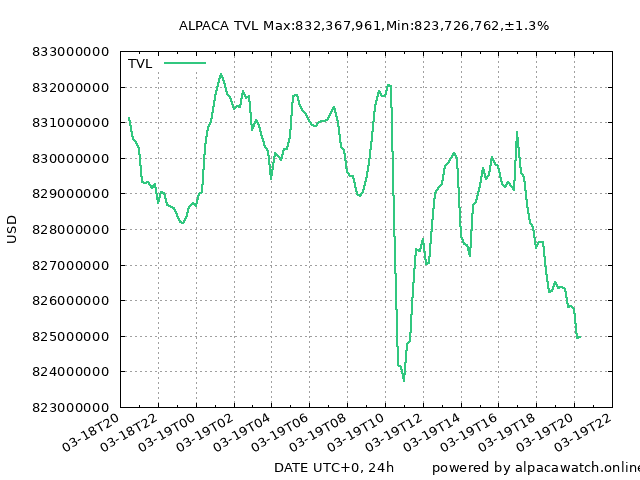 ALPACA TVL Max:832,367,961,Min:823,726,762,±1.3%
833000000
TVL
832000000
831000000
830000000
829000000
828000000
827000000
826000000
825000000
824000000
823000000
USD
03-18T20
03-18T22
03-19T00
03-19T02
03-19T04
03-19T06
03-19T08
03-19T10
03-19T12
03-19T14
03-19T16
03-19T18
03-19T20
03-19T22
DATE UTC+0, 24h
powered by alpacawatch.online